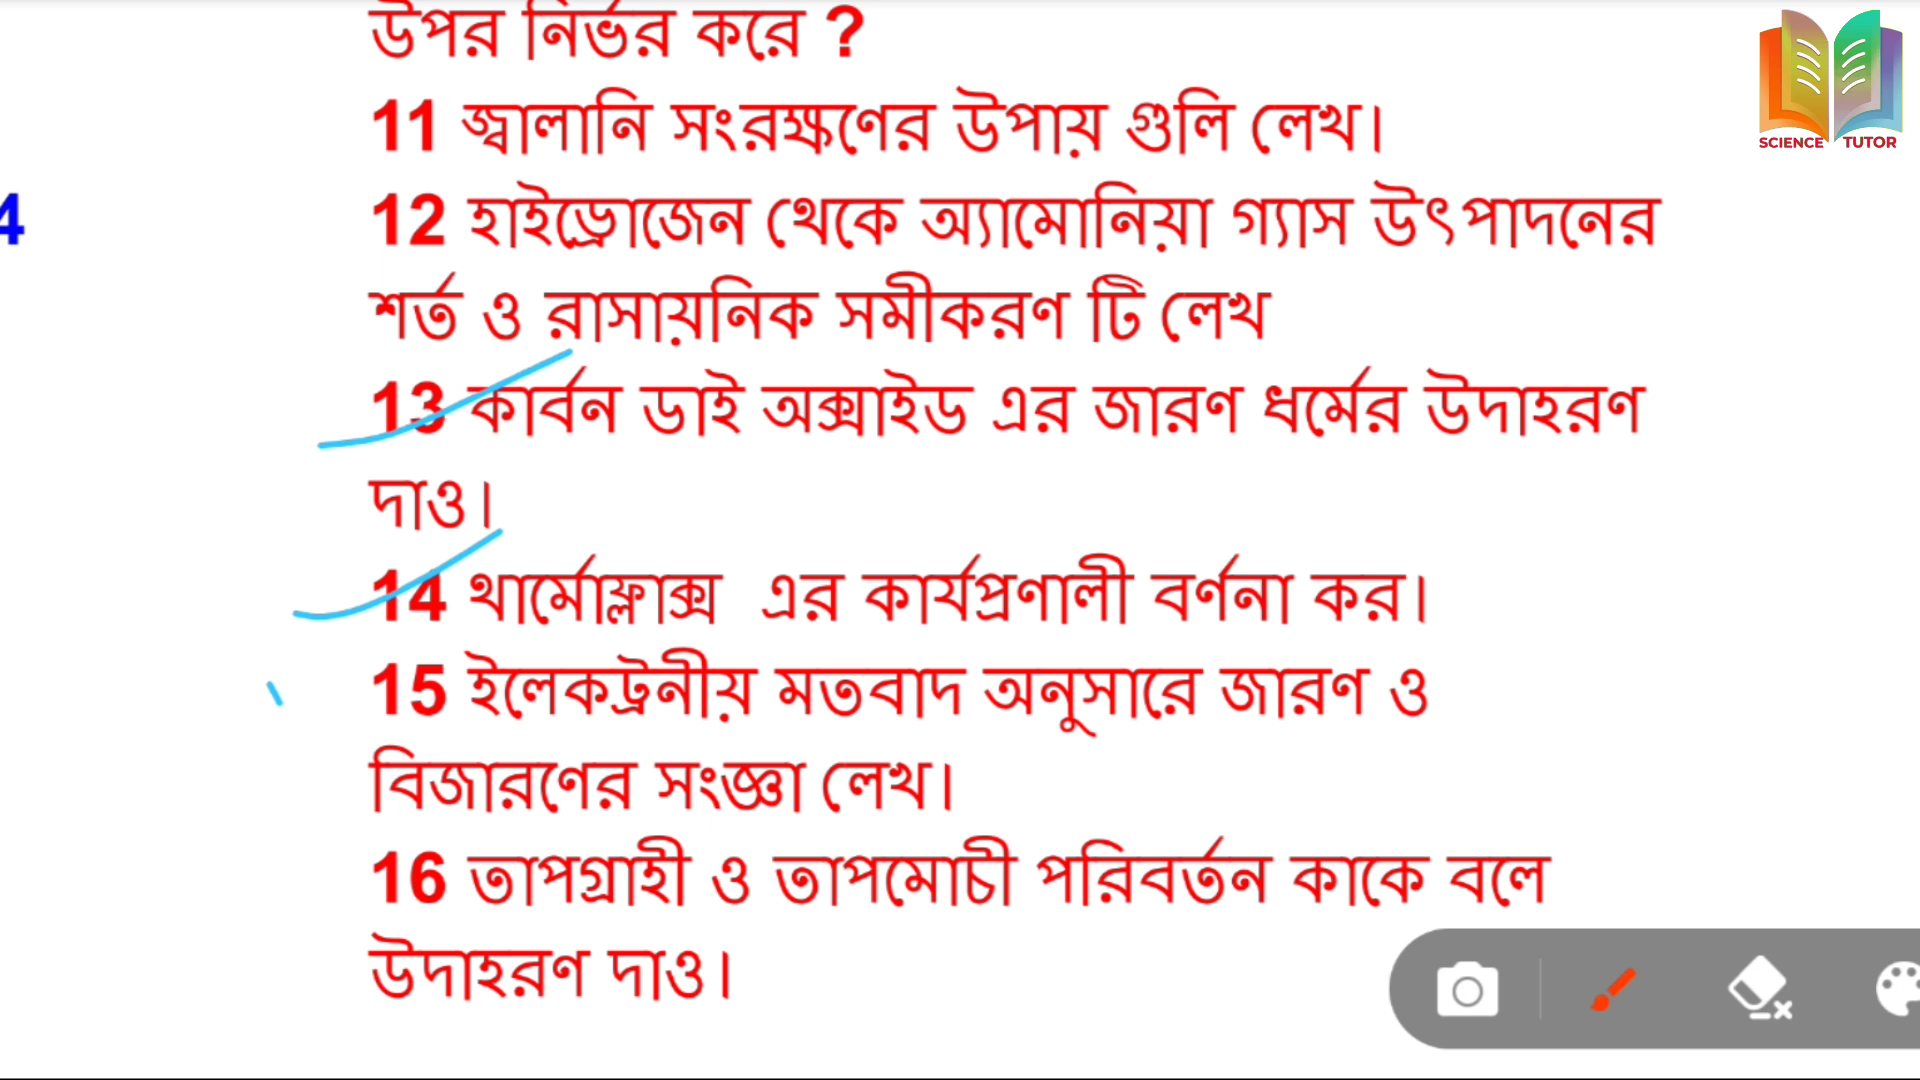 উপর নির্ভর করে ?
11 জ্বালানি সংরক্ষণের উপায় গুলি লেখ।
4
12 হাইড্রোজেন থেকে অ্যামোনিয়া গ্যাস উৎপাদনের
শর্ত ও রাসায়নিক সমীকরণ টি লেখ
13 কার্বন ডাই অক্সাইড এর জারণ ধর্মের উদাহরণ
দাও।
14 থার্মোফ্লাক্স এর কার্যপ্রণালী বর্ণনা কর।
15 ইলেকট্রনীয় মতবাদ অনুসারে জারণ ও
বিজারণের সংজ্ঞা লেখ।
16 তাপগ্রাহী ও তাপমোচী পরিবর্তন কাকে বলে
উদাহরণ দাও।
SCIENCE TUTOR